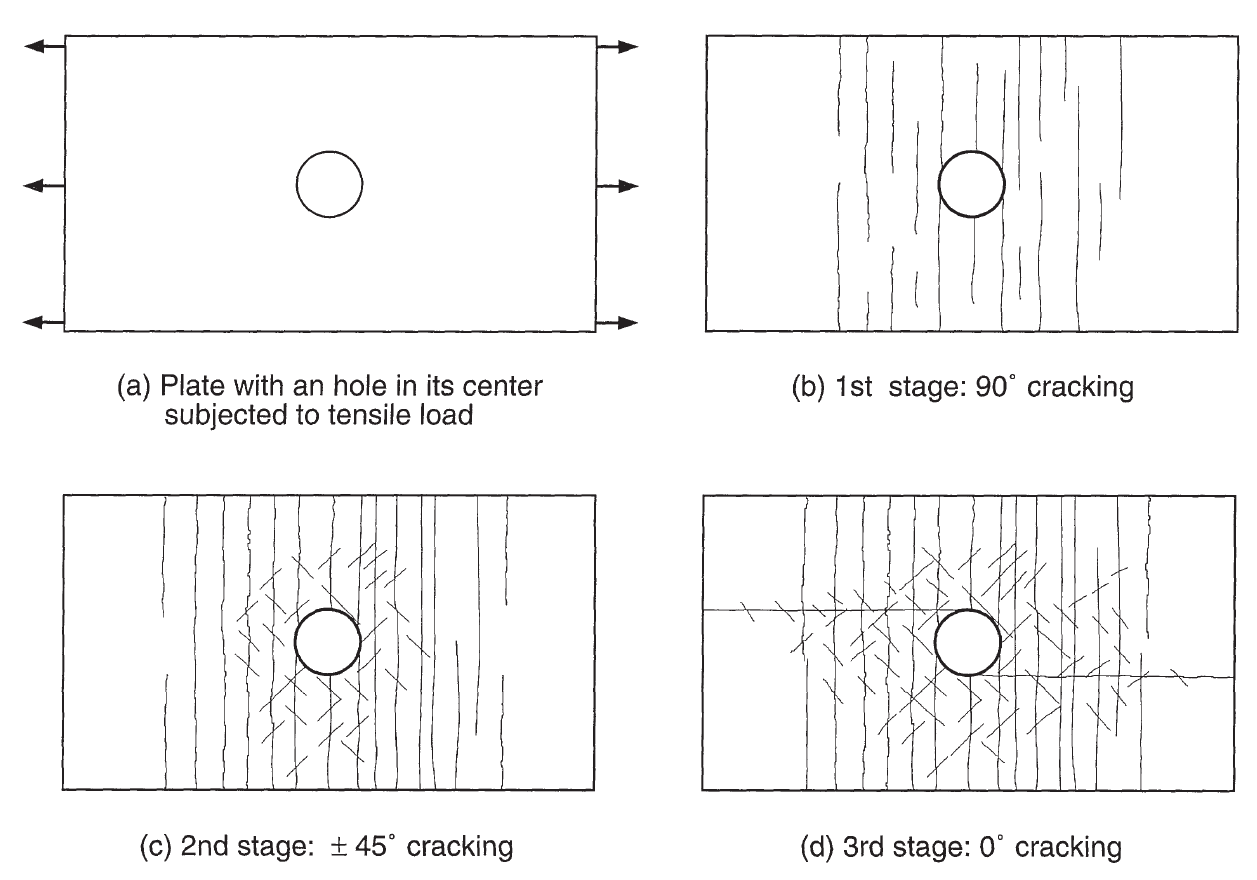 (a) Plate with an hole in its center
subjected to tensile load
(b) 1st stage: 90° cracking
(c) 2nd stage: ± 45° cracking
(d) 3rd stage: 0° cracking